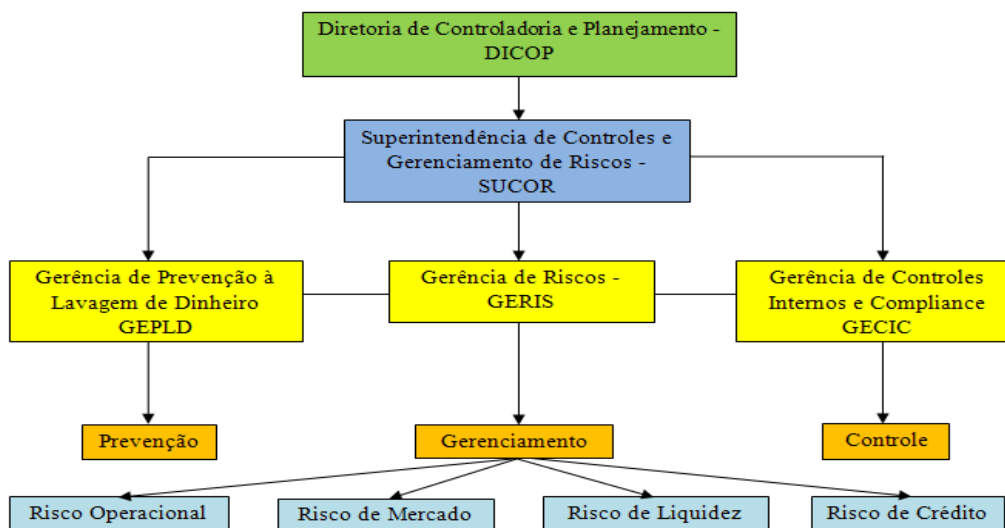 Diretoria de Controladoria e Planejamento -
DICOP
Superintendência de Controles e
Gerenciamento de Riscos -
SUCOR
Gerência de Prevenção à
Lavagem de Dinheiro
GEPLD
Gerência de Riscos -
GERIS
Gerência de Controles
Internos e Compliance
GECIC
Prevenção
Gerenciamento
Controle
Risco Operacional
Risco de Mercado
Risco de Liquidez
Risco de Crédito